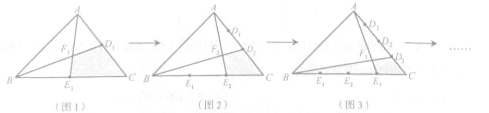 A A A
D₁ D₁ D₂ D₁ D₂ D₃
F₁ F₂ F₃
B E₁ C B E₁ E₂ C B E₁ E₂ E₃ C
……
(图1) (图2) (图3)